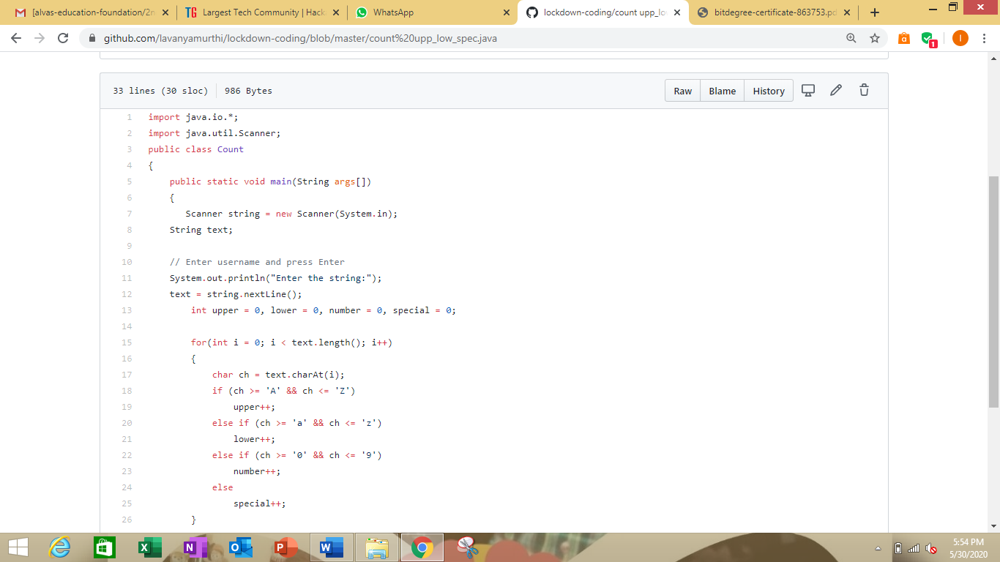 [alvas-education-foundation/2n
Largest Tech Community | Hack
WhatsApp
lockdown-coding/count upp_lo
bitdegree-certificate-863753.pd
github.com/lavanyamurthi/lockdown-coding/blob/master/count%20upp_low_spec.java
33 lines (30 sloc) 986 Bytes
Raw Blame History
1 import java.io.*;
2 import java.util.Scanner;
3 public class Count
4 {
5     public static void main(String args[])
6     {
7        Scanner string = new Scanner(System.in);
8     String text;
9
10     // Enter username and press Enter
11     System.out.println("Enter the string:");
12     text = string.nextLine();
13         int upper = 0, lower = 0, number = 0, special = 0;
14
15         for(int i = 0; i < text.length(); i++)
16         {
17             char ch = text.charAt(i);
18             if (ch >= 'A' && ch <= 'Z')
19                 upper++;
20             else if (ch >= 'a' && ch <= 'z')
21                 lower++;
22             else if (ch >= '0' && ch <= '9')
23                 number++;
24             else
25                 special++;
26         }
5:54 PM
5/30/2020